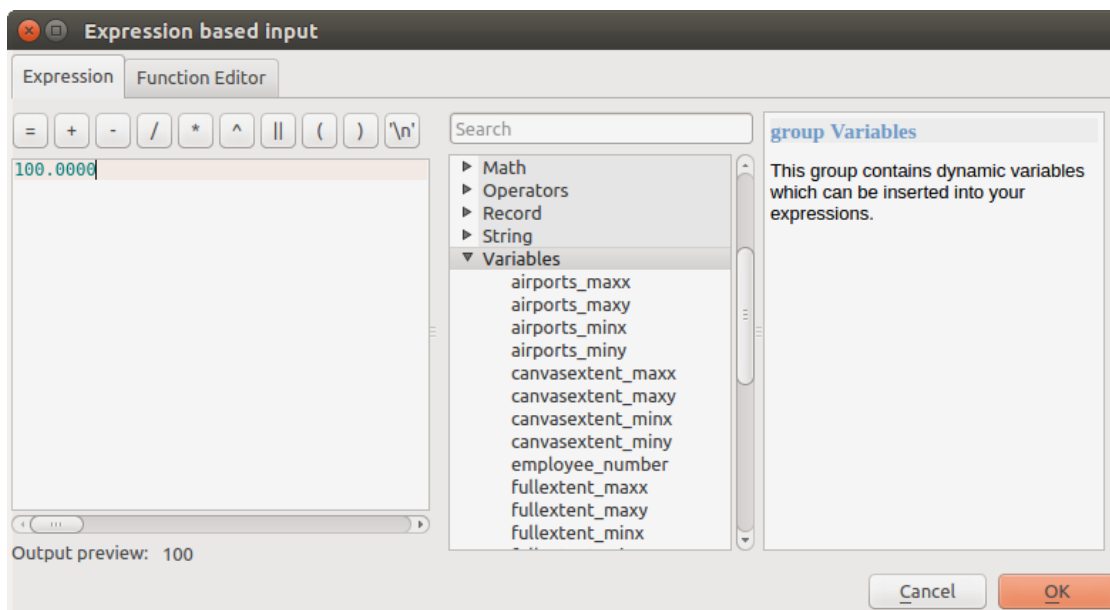 Expression based input
Expression
Function Editor
= + - / * ^ || ( ) '\n'
100.0000
Output preview: 100
Search
Math
Operators
Record
String
Variables
airports_maxx
airports_maxy
airports_minx
airports_miny
canvasextent_maxx
canvasextent_maxy
canvasextent_minx
canvasextent_miny
employee_number
fullextent_maxx
fullextent_maxy
fullextent_minx
group Variables
This group contains dynamic variables
which can be inserted into your
expressions.
Cancel
OK